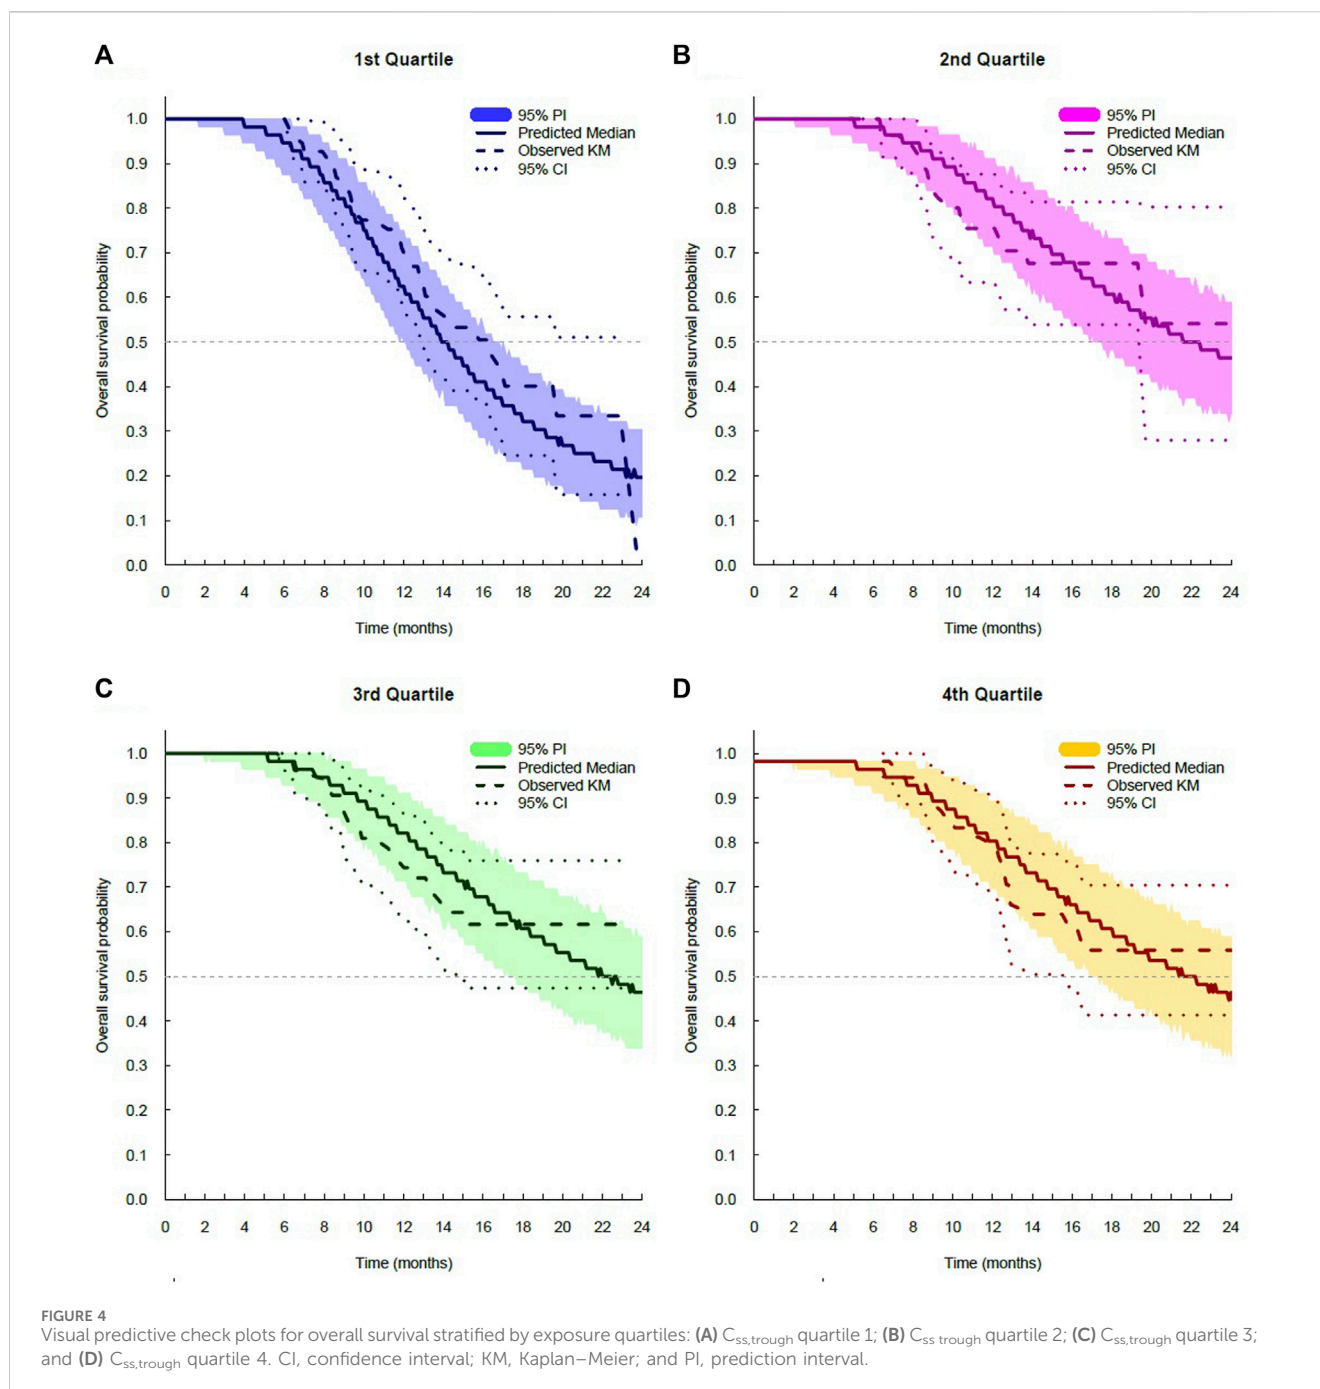 A
1st Quartile
95% PI
Predicted Median
Observed KM
95% CI
Overall survival probability
1.0
0.9
0.8
0.7
0.6
0.5
0.4
0.3
0.2
0.1
0.0
0 2 4 6 8 10 12 14 16 18 20 22 24
Time (months)
B
2nd Quartile
95% PI
Predicted Median
Observed KM
95% CI
Overall survival probability
1.0
0.9
0.8
0.7
0.6
0.5
0.4
0.3
0.2
0.1
0.0
0 2 4 6 8 10 12 14 16 18 20 22 24
Time (months)
C
3rd Quartile
95% PI
Predicted Median
Observed KM
95% CI
Overall survival probability
1.0
0.9
0.8
0.7
0.6
0.5
0.4
0.3
0.2
0.1
0.0
0 2 4 6 8 10 12 14 16 18 20 22 24
Time (months)
D
4th Quartile
95% PI
Predicted Median
Observed KM
95% CI
Overall survival probability
1.0
0.9
0.8
0.7
0.6
0.5
0.4
0.3
0.2
0.1
0.0
0 2 4 6 8 10 12 14 16 18 20 22 24
Time (months)
FIGURE 4
Visual predictive check plots for overall survival stratified by exposure quartiles: (A) Css,trough quartile 1; (B) Css trough quartile 2; (C) Css,trough quartile 3;
and (D) Css,trough quartile 4. CI, confidence interval; KM, Kaplan–Meier; and PI, prediction interval.